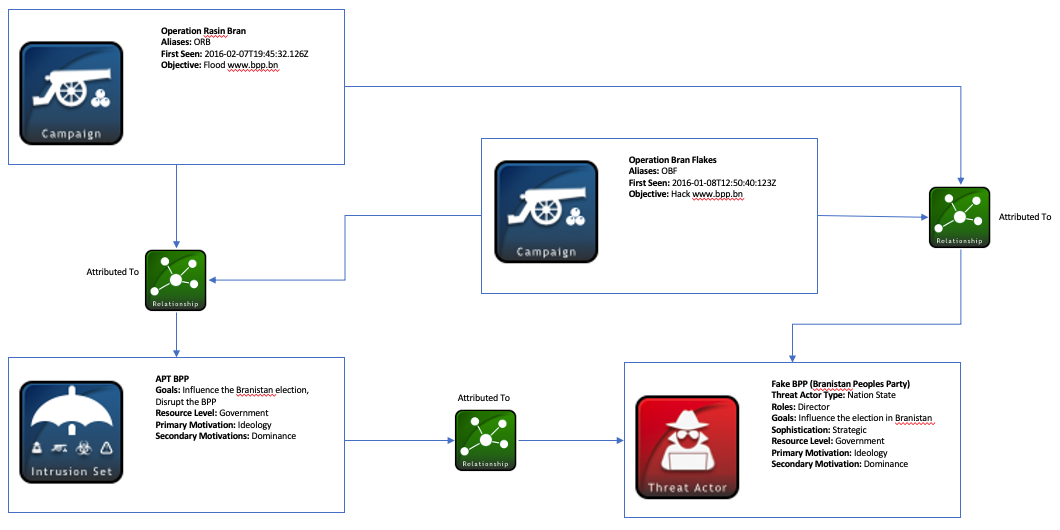 Operation Rasin Bran
Aliases: ORB
First Seen: 2016-02-07T19:45:32.126Z
Objective: Flood www.bpp.bn
Campaign
Operation Bran Flakes
Aliases: OBF
First Seen: 2016-01-08T12:50:40:123Z
Objective: Hack www.bpp.bn
Campaign
Relationship
Attributed To
Attributed To
Relationship
APT BPP
Goals: Influence the Branistan election,
Disrupt the BPP
Resource Level: Government
Primary Motivation: Ideology
Secondary Motivations: Dominance
Intrusion Set
Attributed To
Relationship
Fake BPP (Branistan Peoples Party)
Threat Actor Type: Nation State
Roles: Director
Goals: Influence the election in Branistan
Sophistication: Strategic
Resource Level: Government
Primary Motivation: Ideology
Secondary Motivation: Dominance
Threat Actor